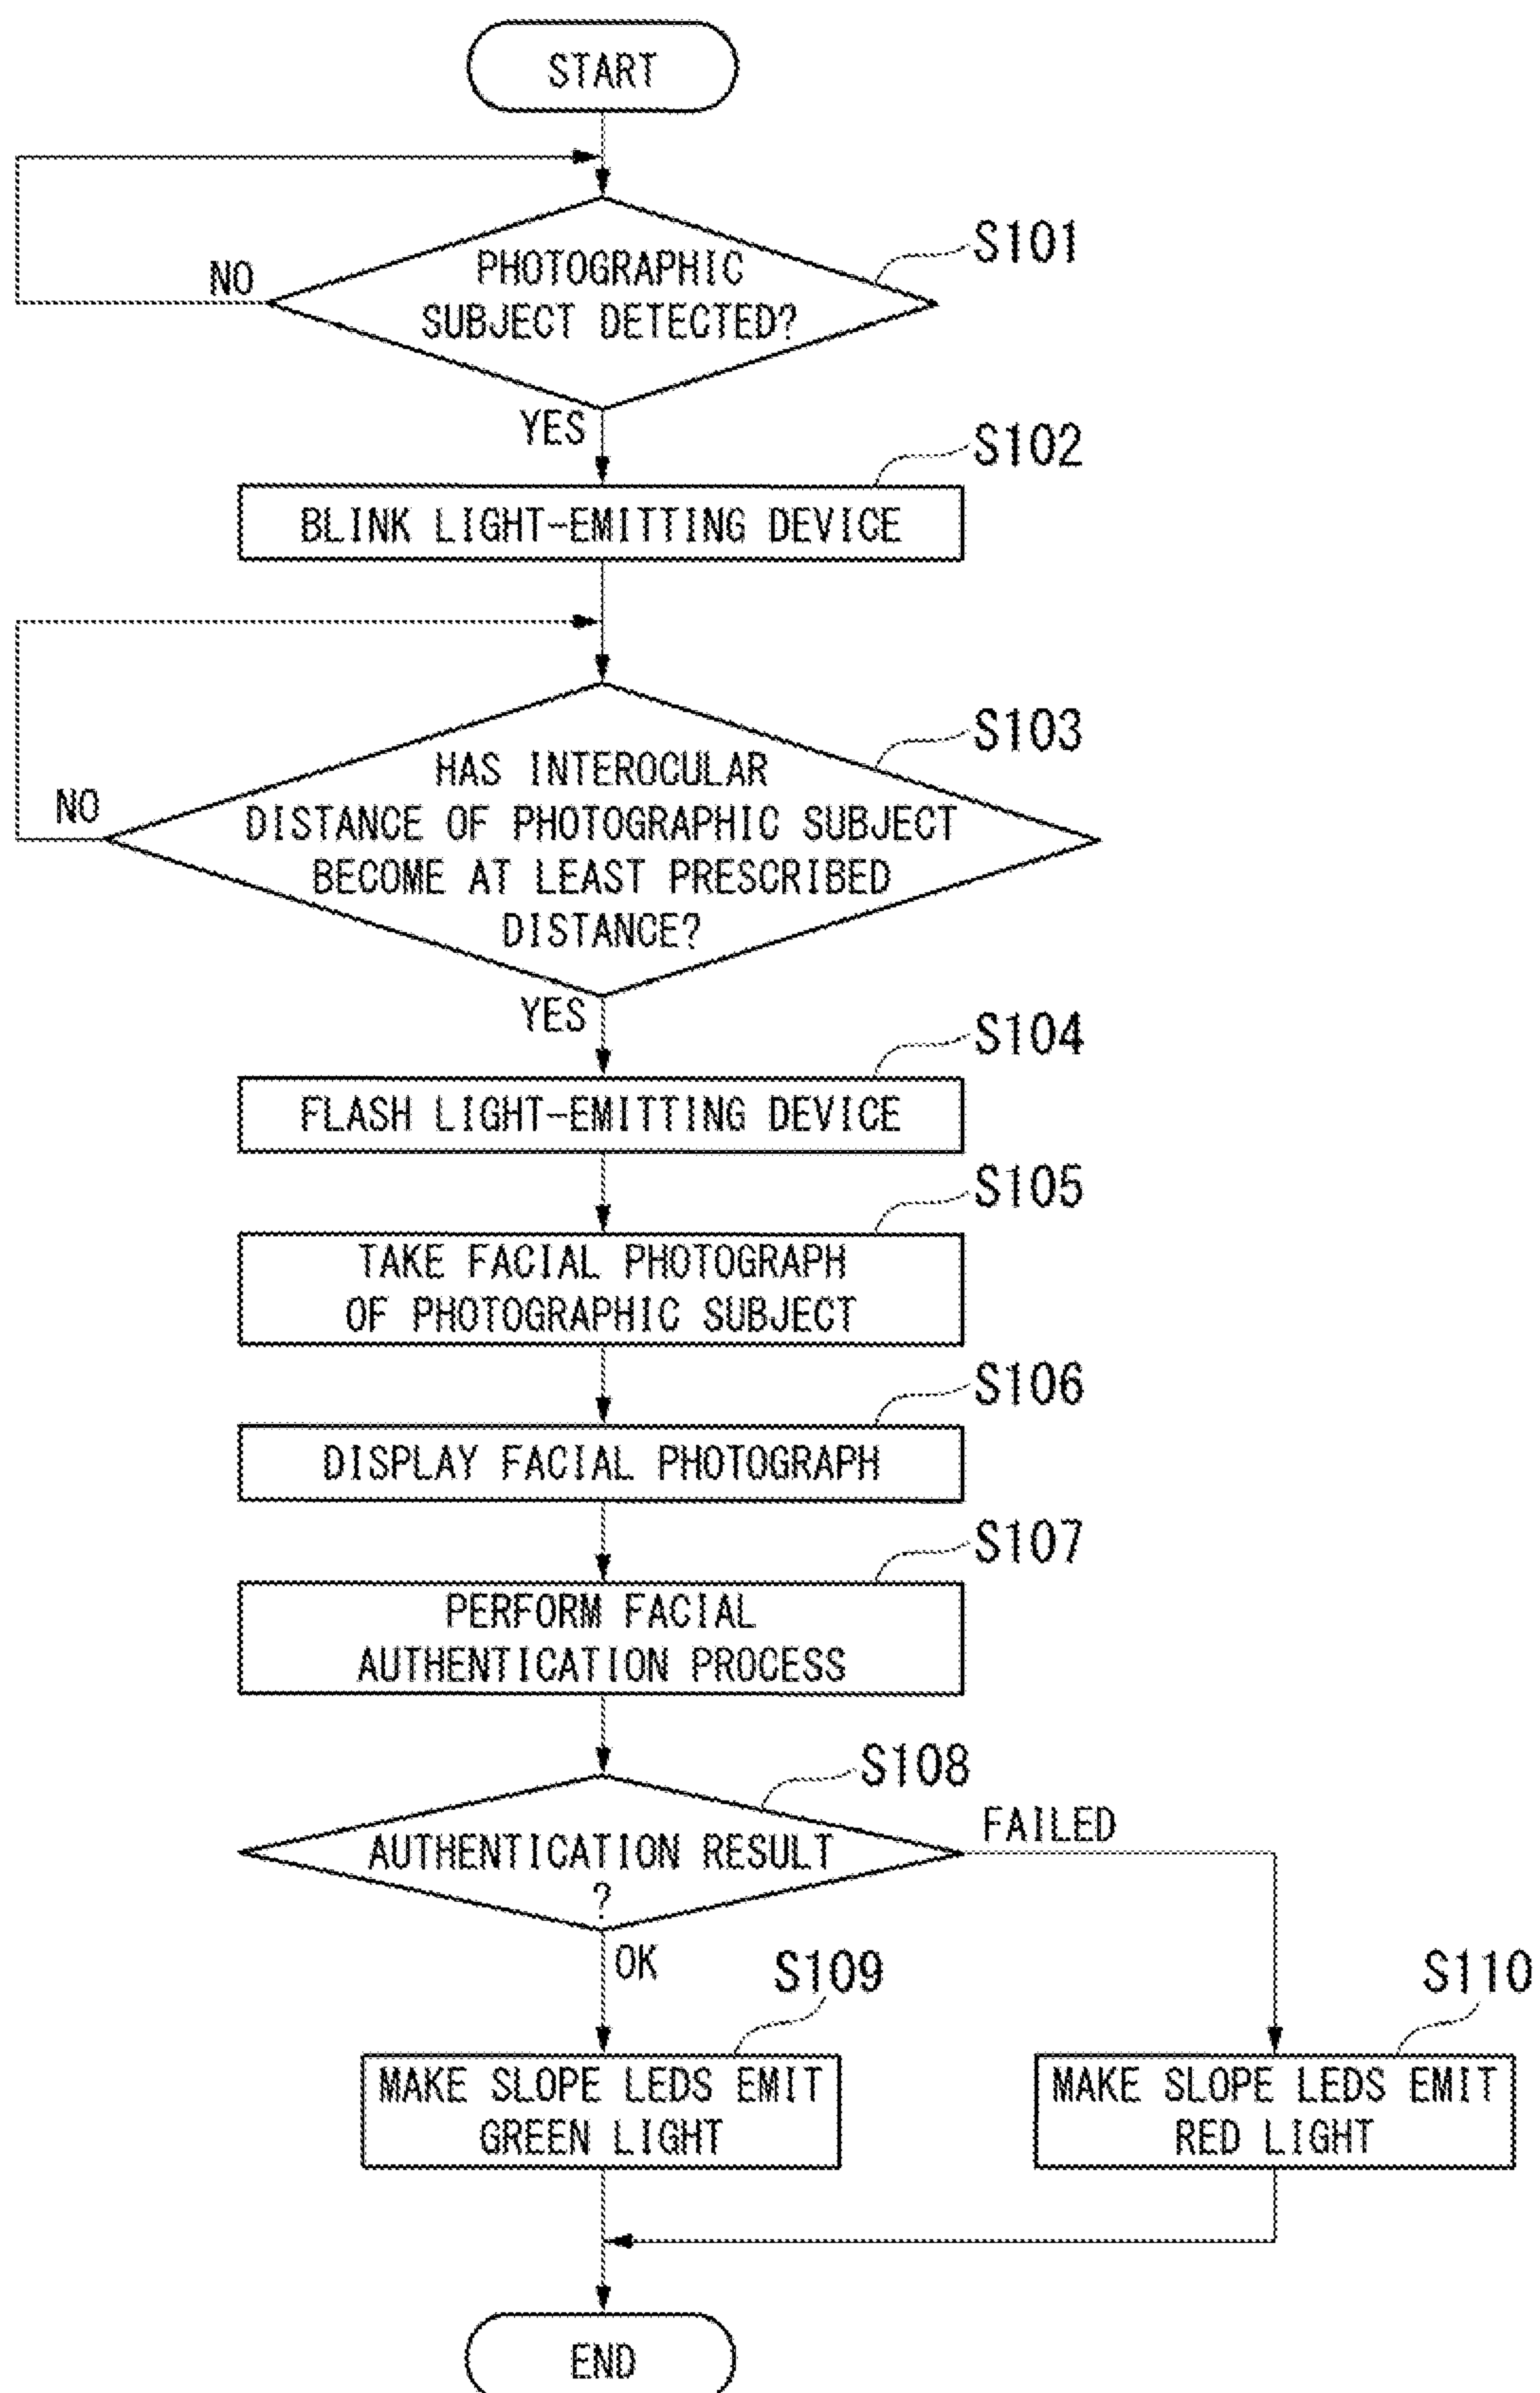 START
S101
PHOTOGRAPHIC
SUBJECT DETECTED?
NO
YES
S102
BLINK LIGHT-EMITTING DEVICE
S103
HAS INTEROCULAR
DISTANCE OF PHOTOGRAPHIC SUBJECT
BECOME AT LEAST PRESCRIBED
DISTANCE?
NO
YES
S104
FLASH LIGHT-EMITTING DEVICE
S105
TAKE FACIAL PHOTOGRAPH
OF PHOTOGRAPHIC SUBJECT
S106
DISPLAY FACIAL PHOTOGRAPH
S107
PERFORM FACIAL
AUTHENTICATION PROCESS
S108
AUTHENTICATION RESULT
?
FAILED
OK
S109
MAKE SLOPE LEDS EMIT
GREEN LIGHT
S110
MAKE SLOPE LEDS EMIT
RED LIGHT
END